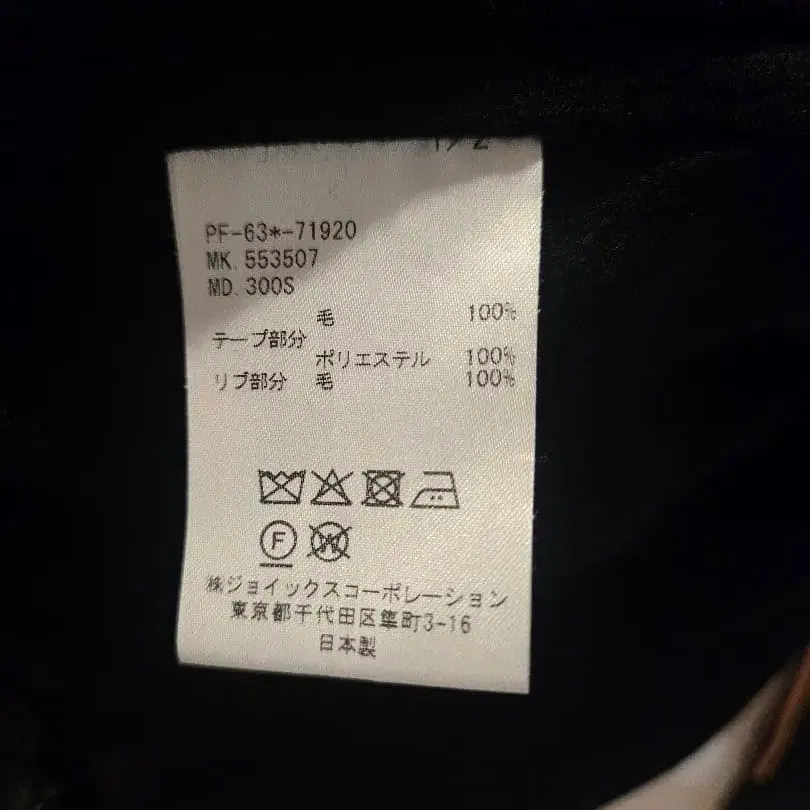 1/2
PF-63*-71920
MK. 553507
MD. 300S
毛 100%
テープ部分
ポリエステル 100%
リブ部分 毛 100%
F
W
㈱ジョイックスコーポレーション
東京都千代田区隼町3-16
日本製